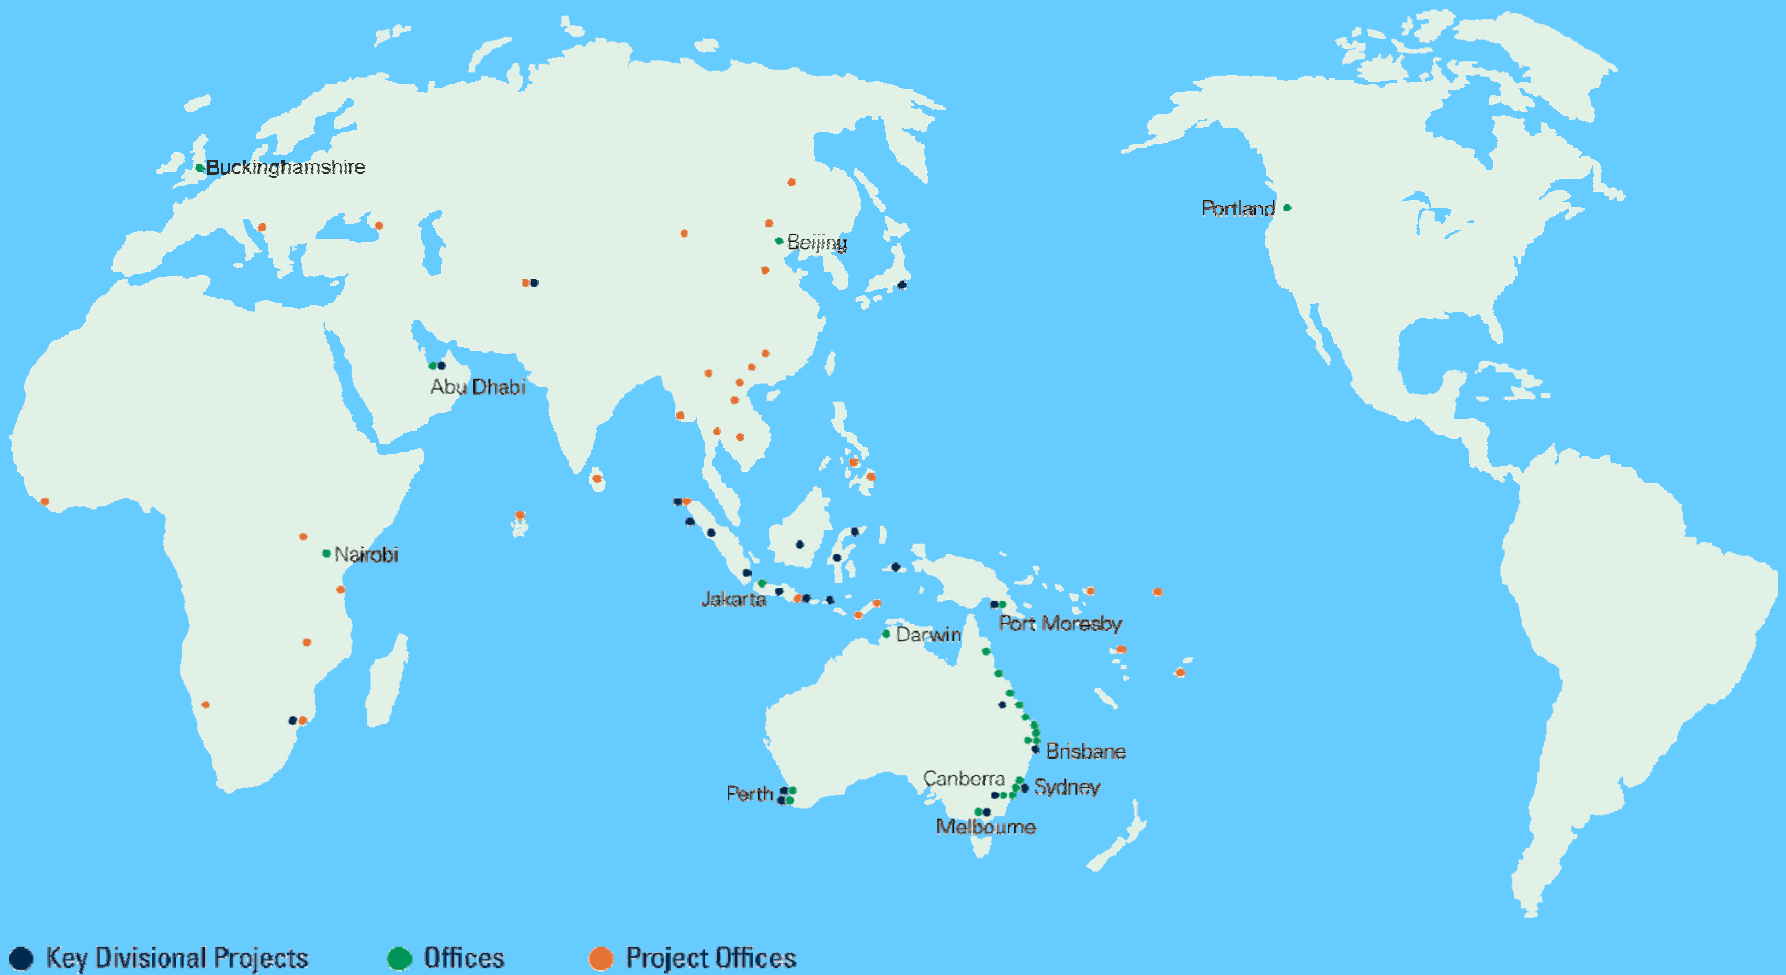 Buckinghamshire
Portland
Beijing
Abu Dhabi
Nairobi
Jakarta
Port Moresby
Darwin
Brisbane
Canberra
Sydney
Perth
Melbourne
Key Divisional Projects
Offices
Project Offices